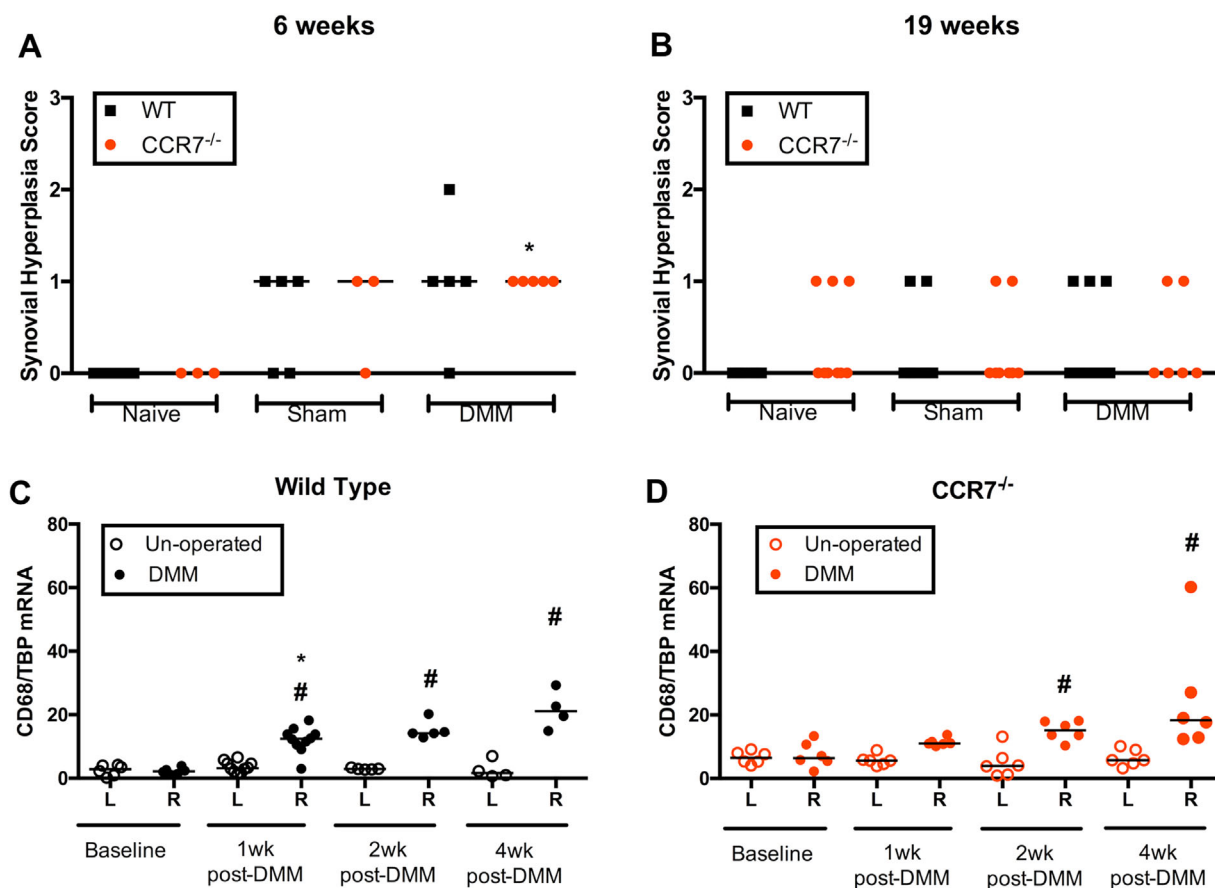 A
6 weeks
Synovial Hyperplasia Score
3
2
1
0
WT
CCR7-/-
*
Naive
Sham
DMM
B
19 weeks
Synovial Hyperplasia Score
3
2
1
0
WT
CCR7-/-
Naive
Sham
DMM
C
Wild Type
CD68/TBP mRNA
80
60
40
20
0
Un-operated
DMM
*
#
#
#
L R L R L R L R
Baseline
1wk
post-DMM
2wk
post-DMM
4wk
post-DMM
D
CCR7-/-
CD68/TBP mRNA
80
60
40
20
0
Un-operated
DMM
#
#
L R L R L R L R
Baseline
1wk
post-DMM
2wk
post-DMM
4wk
post-DMM